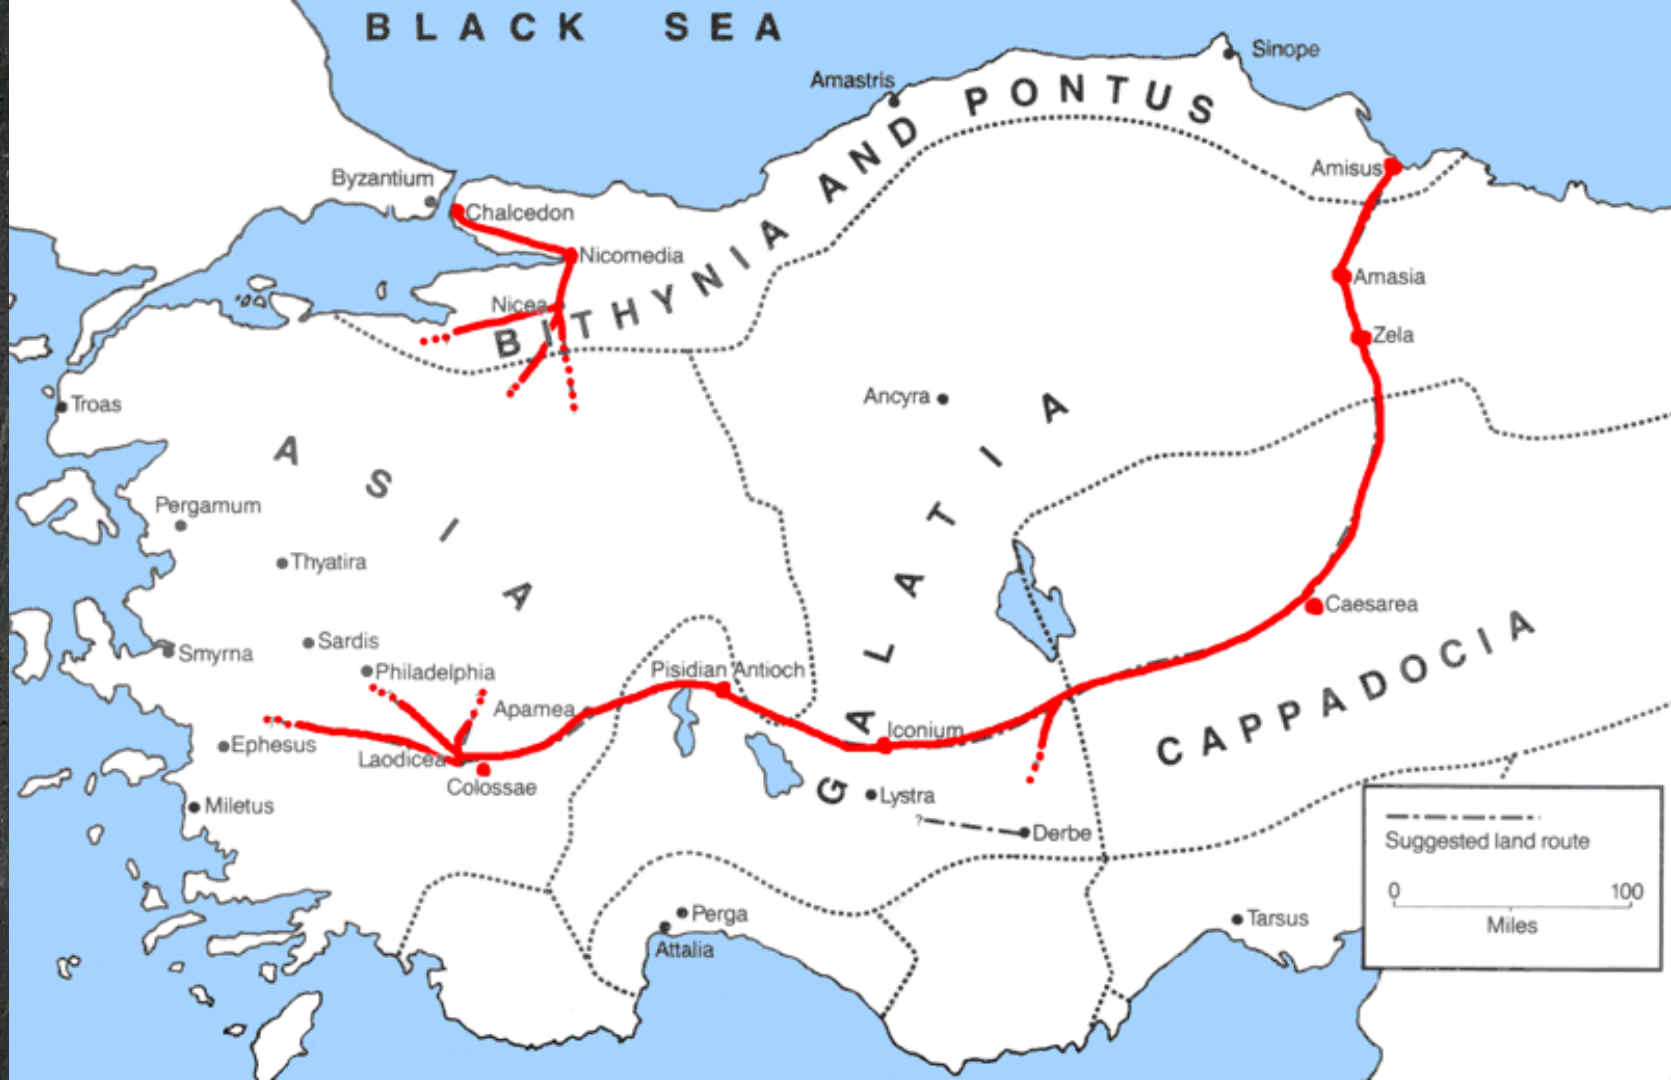 BLACK SEA
Sinope
Amastris
BITHYNIA AND PONTUS
Amisus
Byzantium
Chalcedon
Nicomedia
Amasia
Nicea
Zela
Troas
Ancyra
ASIA
GALATIA
Pergamum
Thyatira
Caesarea
Sardis
Smyrna
Philadelphia
Pisidian Antioch
CAPPADOCIA
Apamea
Iconium
Ephesus
Laodicea
Colossae
Lystra
Miletus
?
Derbe
Suggested land route
0 100
Miles
Perga
Tarsus
Attalia